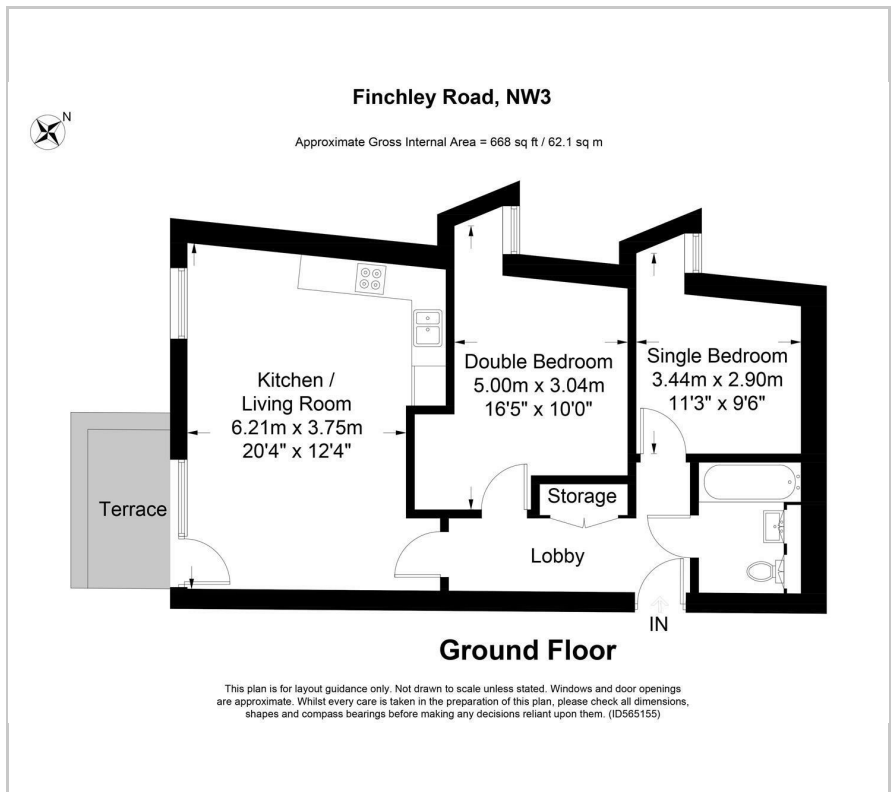 Finchley Road, NW3
N
Approximate Gross Internal Area = 668 sq ft / 62.1 sq m
Kitchen /
Living Room
6.21m x 3.75m
20'4" x 12'4"
Double Bedroom
5.00m x 3.04m
16'5" x 10'0"
Single Bedroom
3.44m x 2.90m
11'3" x 9'6"
Terrace
Storage
Lobby
IN
Ground Floor
This plan is for layout guidance only. Not drawn to scale unless stated. Windows and door openings
are approximate. Whilst every care is taken in the preparation of this plan, please check all dimensions,
shapes and compass bearings before making any decisions reliant upon them. (ID565155)